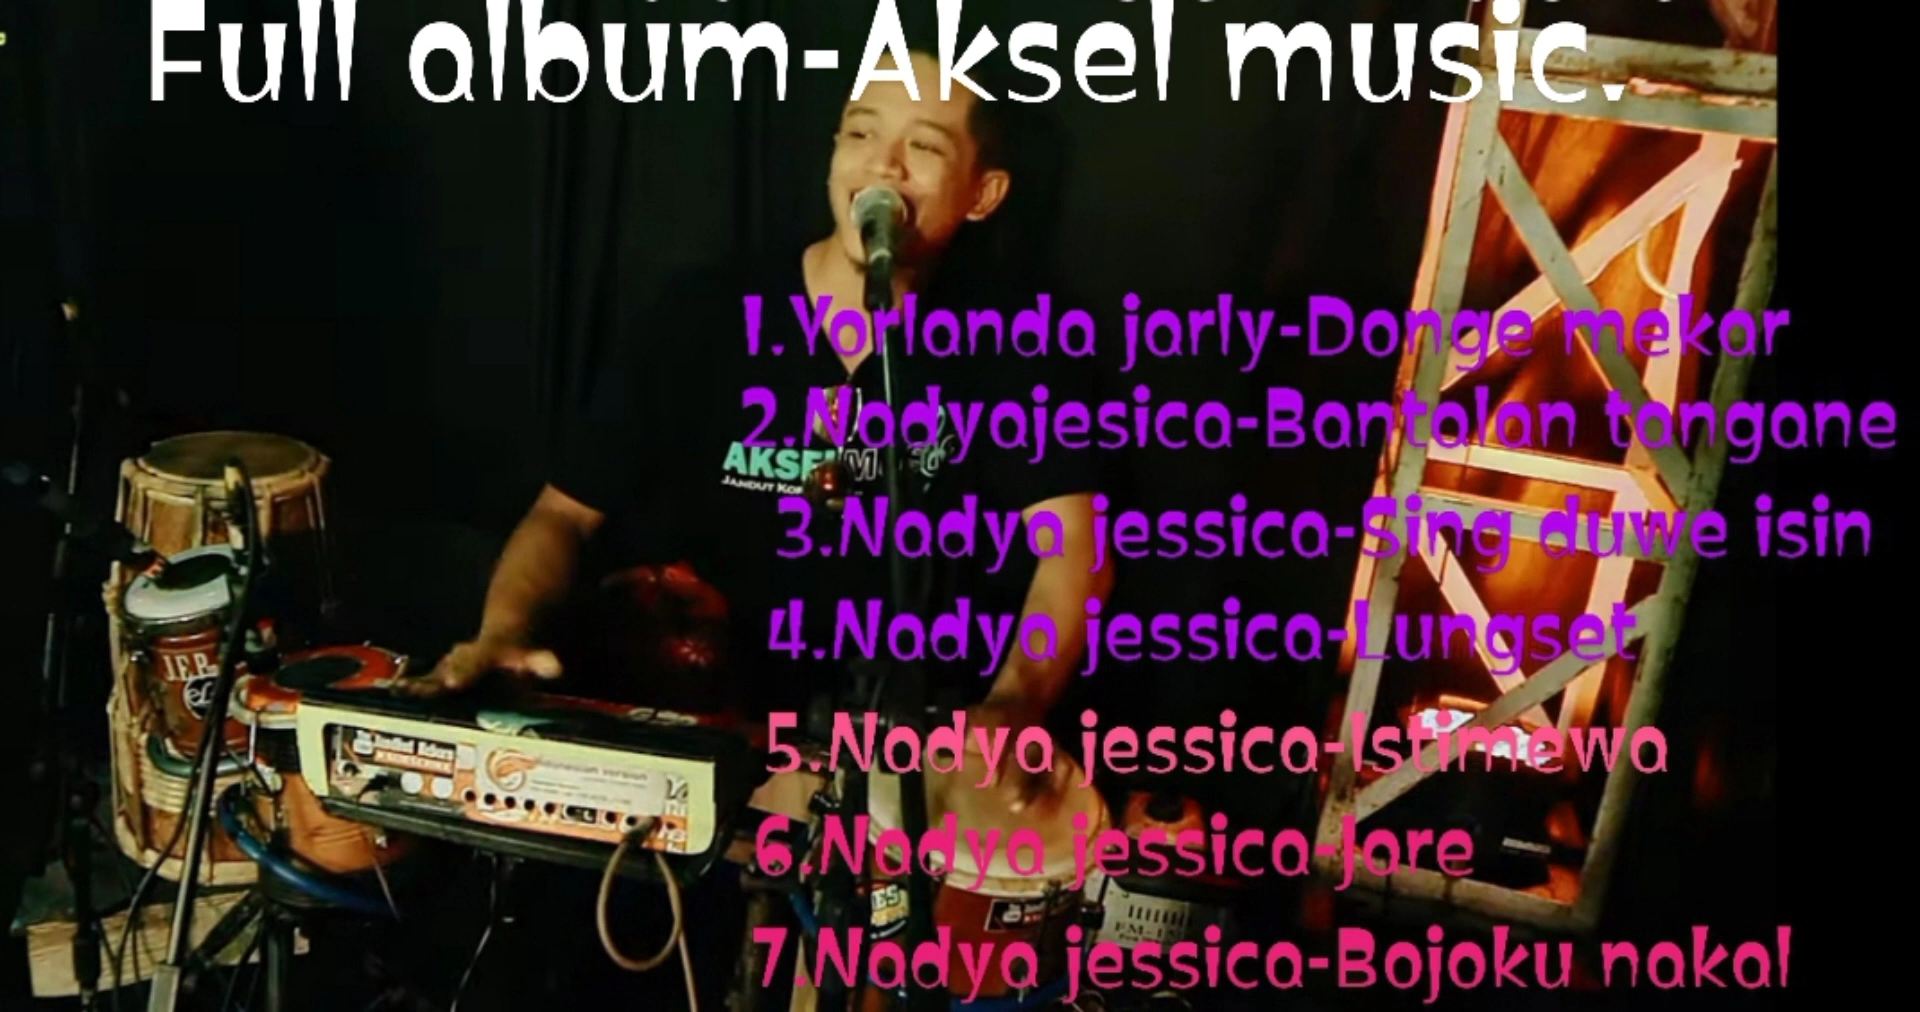 Full album-Aksel music.
1.Yorlanda jarly-Donge mekar
2.Nadyajesica-Bantalan tangane
AKSEL
3.Nadya jessica-Sing duwe isin
4.Nadya jessica-Lungset
5.Nadya jessica-Istimewa
6.Nadya jessica-Jare
7.Nadya jessica-Bojoku nakal